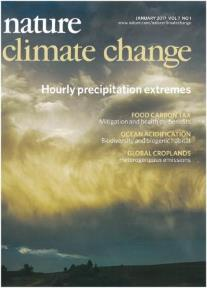 nature
JANUARY 2017 VOL 7 NO 1
www.nature.com/natureclimatechange
climate change
Hourly precipitation extremes
FOOD CARBON TAX
Mitigation and health co-benefits
OCEAN ACIDIFICATION
Biodiversity and biogenic habitat
GLOBAL CROPLANDS
Heterogeneous emissions